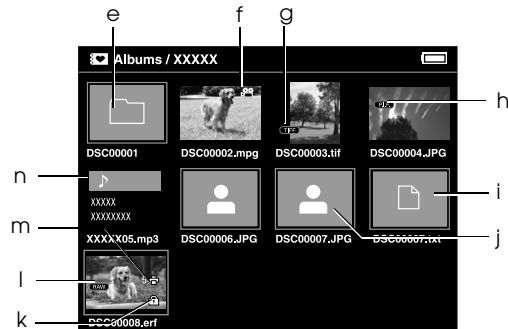 e f g
Albums / XXXXX
h
TIFF
DSC00001 DSC00002.mpg DSC00003.tif DSC00004.JPG
n
XXXXX
XXXXXXXX
i
m
XXXXX05.mp3 DSC00006.JPG DSC00007.JPG DSC00007.txt
j
l
RAW
k
DSC00008.erf